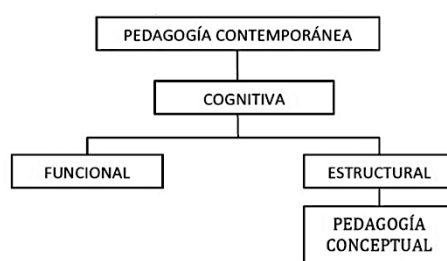 PEDAGOGÍA CONTEMPORÁNEA
COGNITIVA
FUNCIONAL
ESTRUCTURAL
PEDAGOGÍA
CONCEPTUAL